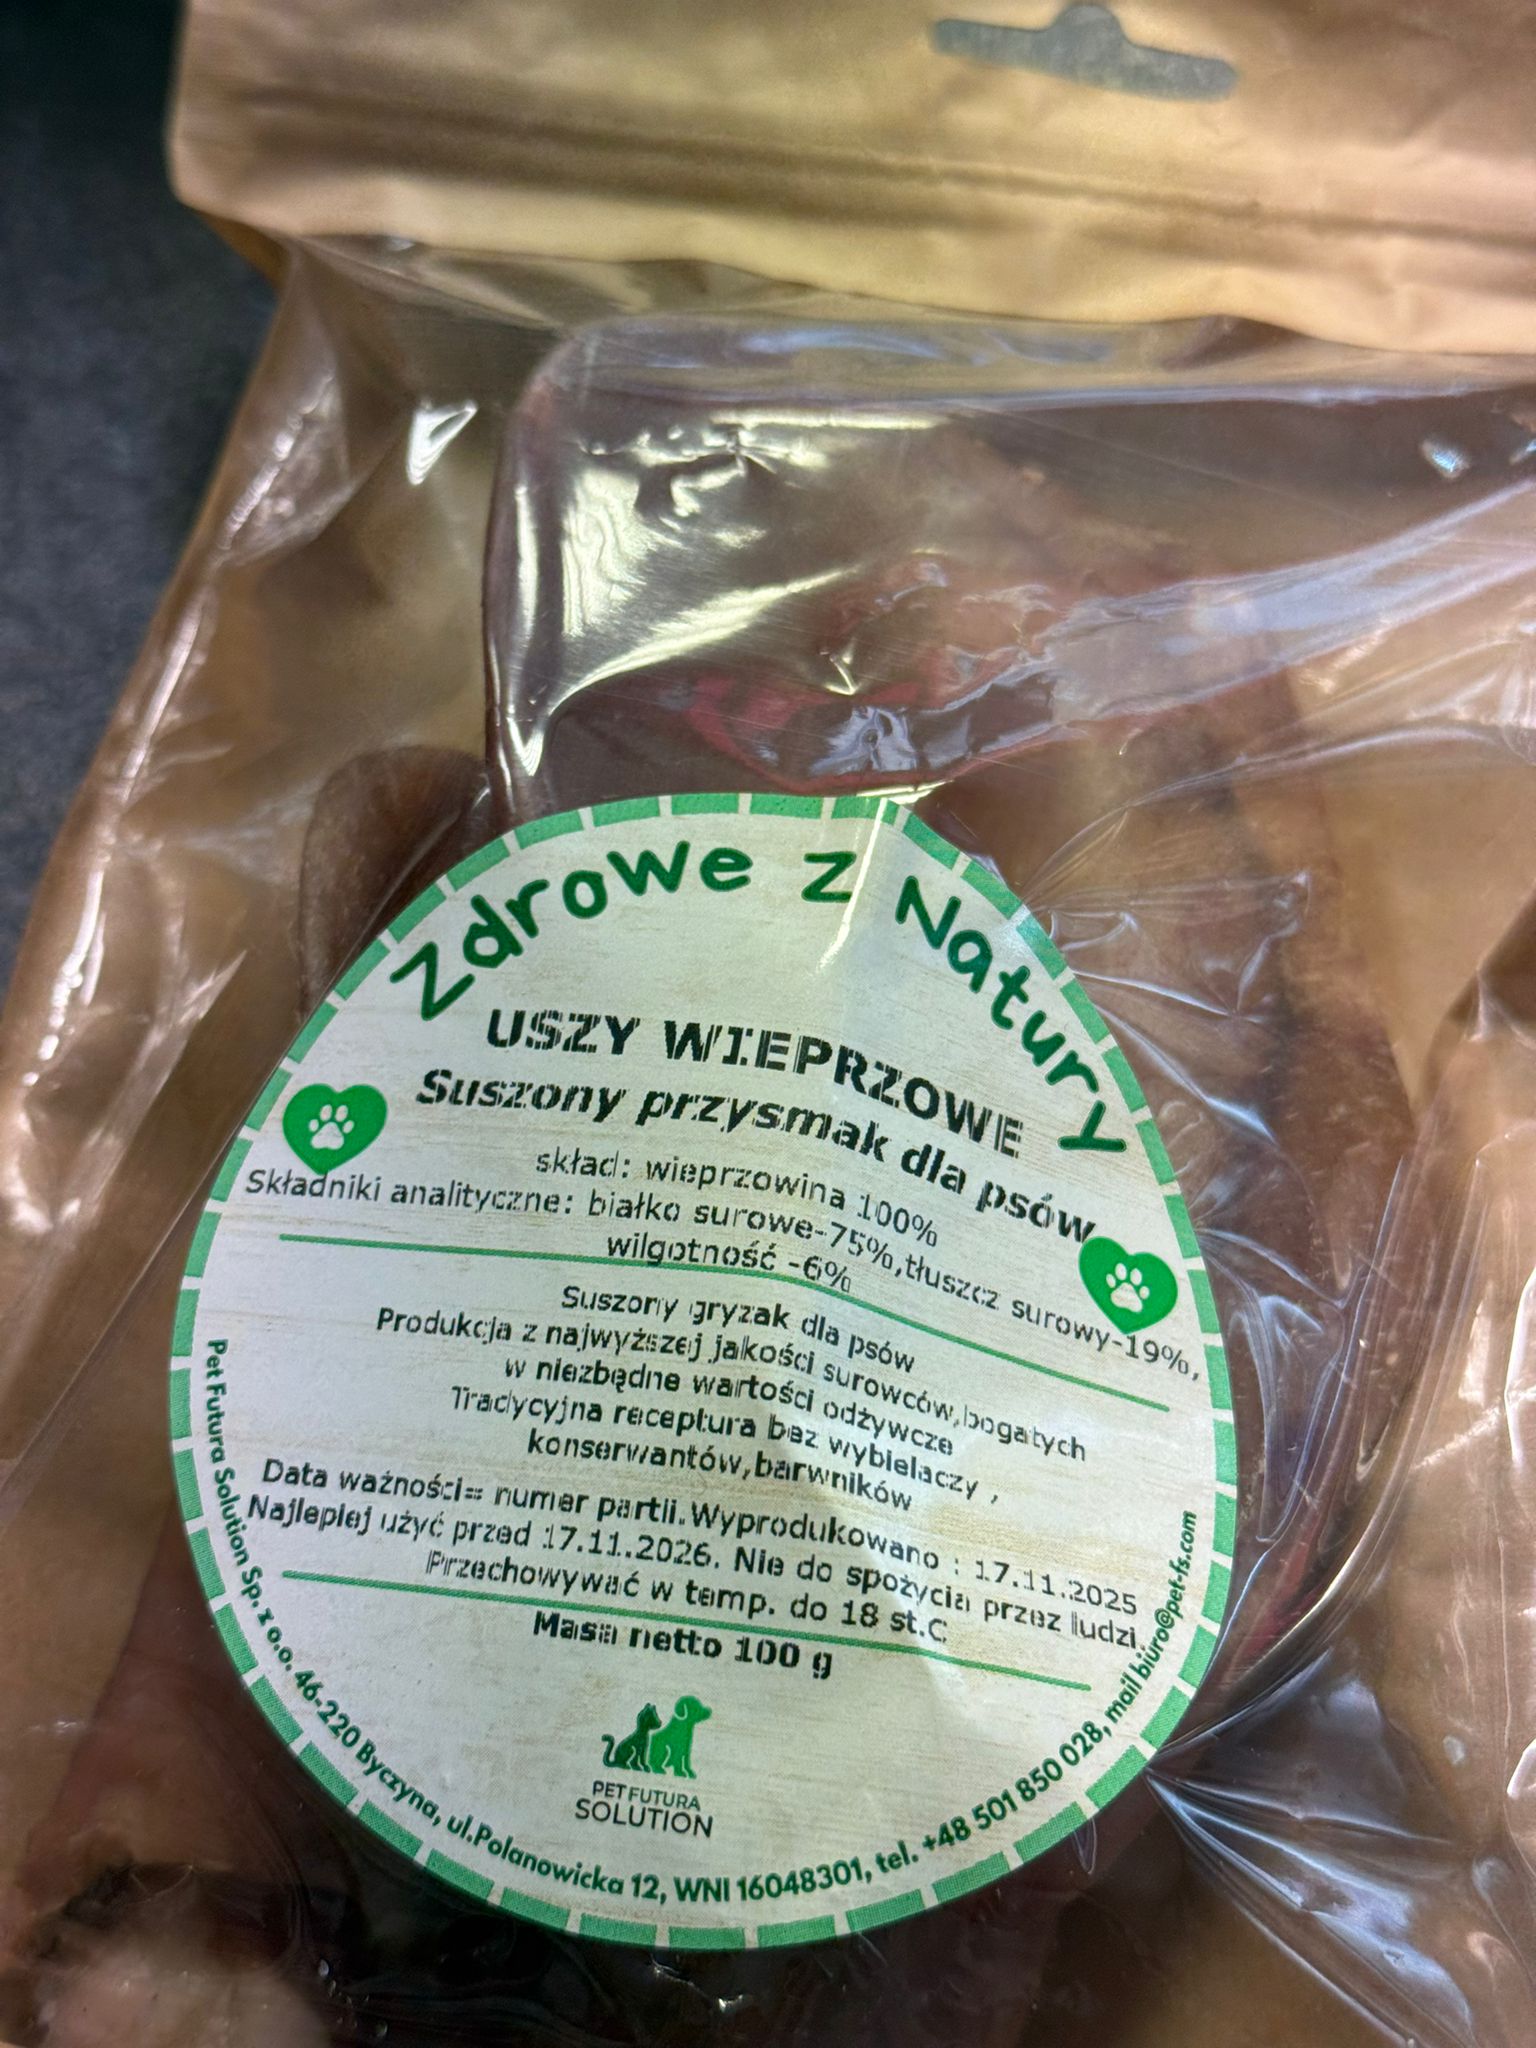 Zdrowe z Natury
USZY WIEPRZOWE
Suszony przysmak dla psów
skład: wieprzowina 100%
Składniki analityczne: białko surowe-75%,tłuszcz surowy-19%,
wilgotność -6%
Suszony gryzak dla psów
Produkcja z najwyższej jakości surowców,bogatych
w niezbędne wartości odżywcze
Tradycyjna receptura bez wybielaczy ,
konserwantów,barwników
Data ważności= numer partii.Wyprodukowano : 17.11.2025
Najlepiej użyć przed 17.11.2026. Nie do spożycia przez ludzi.
Przechowywać w temp. do 18 st.C
Masa netto 100 g
PET FUTURA
SOLUTION
Pet Futura Solution Sp. z o.o. 46-220 Byczyna, ul.Polanowicka 12, WNI 16048301, tel. +48 501 850 028, mail biuro@pet-fs.com